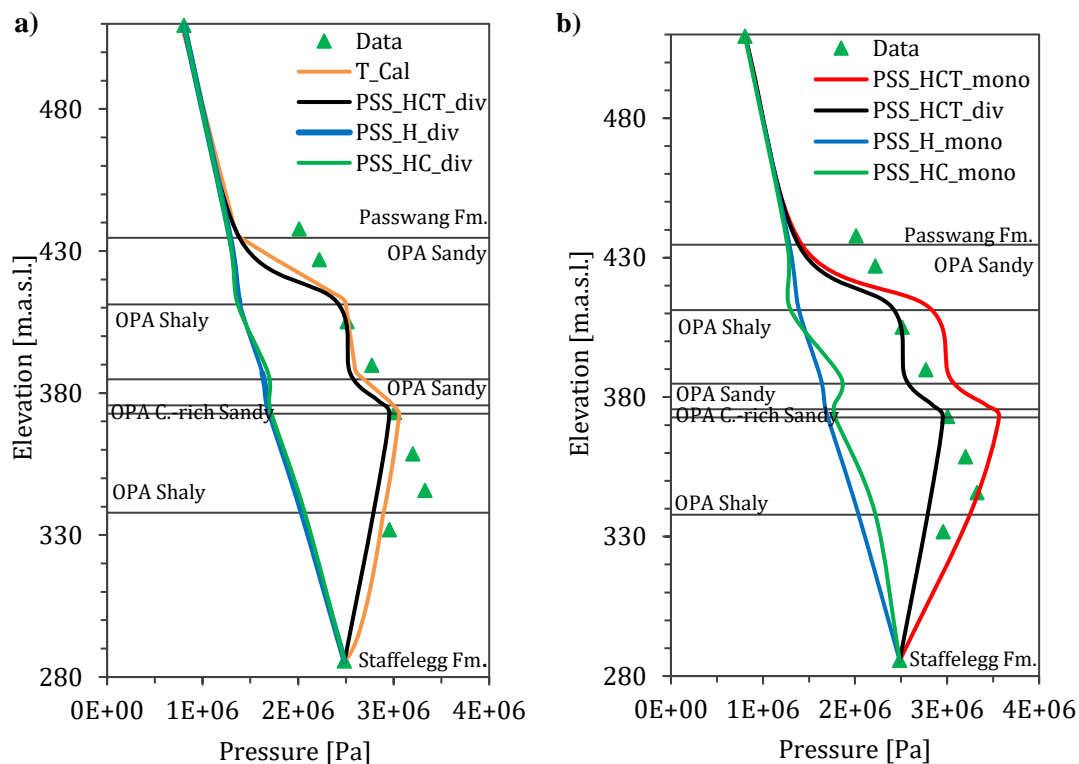 a)
Data
T_Cal
PSS_HCT_div
PSS_H_div
PSS_HC_div
480
430
380
330
280
Elevation [m.a.s.l.]
Passwang Fm.
OPA Sandy
OPA Shaly
OPA Sandy
OPA C.-rich Sandy
OPA Shaly
Staffelegg Fm.
0E+00 1E+06 2E+06 3E+06 4E+06
Pressure [Pa]
b)
Data
PSS_HCT_mono
PSS_HCT_div
PSS_H_mono
PSS_HC_mono
480
430
380
330
280
Elevation [m.a.s.l.]
Passwang Fm.
OPA Sandy
OPA Shaly
OPA Sandy
OPA C.-rich Sandy
OPA Shaly
Staffelegg Fm.
0E+00 1E+06 2E+06 3E+06 4E+06
Pressure [Pa]